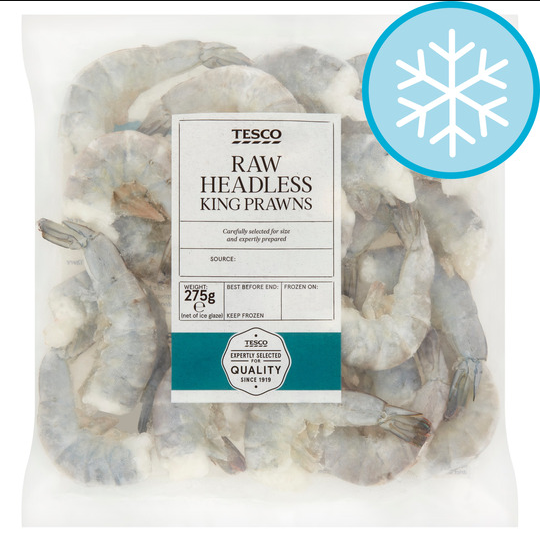 TESCO
RAW
HEADLESS
KING PRAWNS
Carefully selected for size
and expertly prepared
SOURCE:
WEIGHT:
275g
℮
(net of ice glaze)
BEST BEFORE END:
FROZEN ON:
KEEP FROZEN
TESCO
EXPERTLY SELECTED
FOR
QUALITY
SINCE 1919